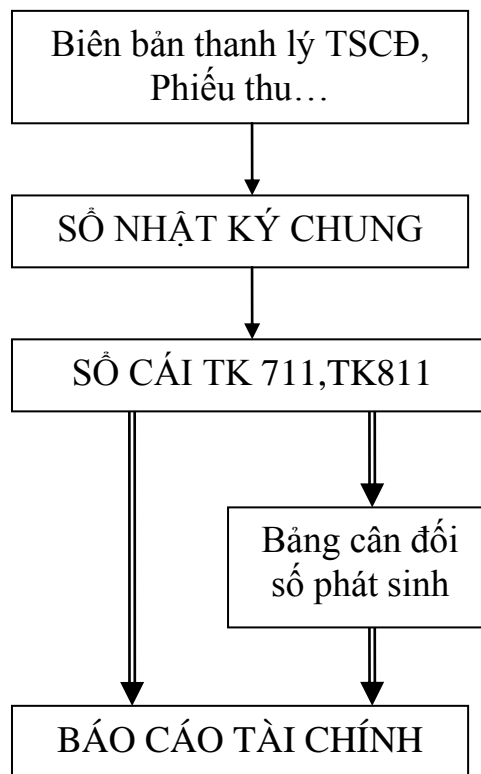 Biên bản thanh lý TSCĐ,
Phiếu thu…
SỔ NHẬT KÝ CHUNG
SỔ CÁI TK 711,TK811
Bảng cân đối
số phát sinh
BÁO CÁO TÀI CHÍNH